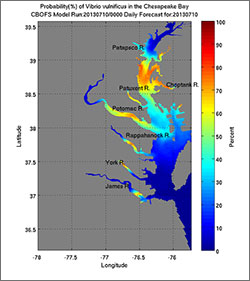 Probability(%) of Vibrio vulnificus in the Chesapeake Bay
CBOFS Model Run:20130710/0000 Daily Forecast for:20130710
100
39.5
90
Patapsco R.
39
80
70
38.5
Patuxent R.
Choptank R.
60
Potomac R.
38
50
Rappahannock R.
40
37.5
York R.
30
James R.
37
20
36.5
10
0
-78
-77.5
-77
-76.5
-76
Latitude
Longitude
Percent